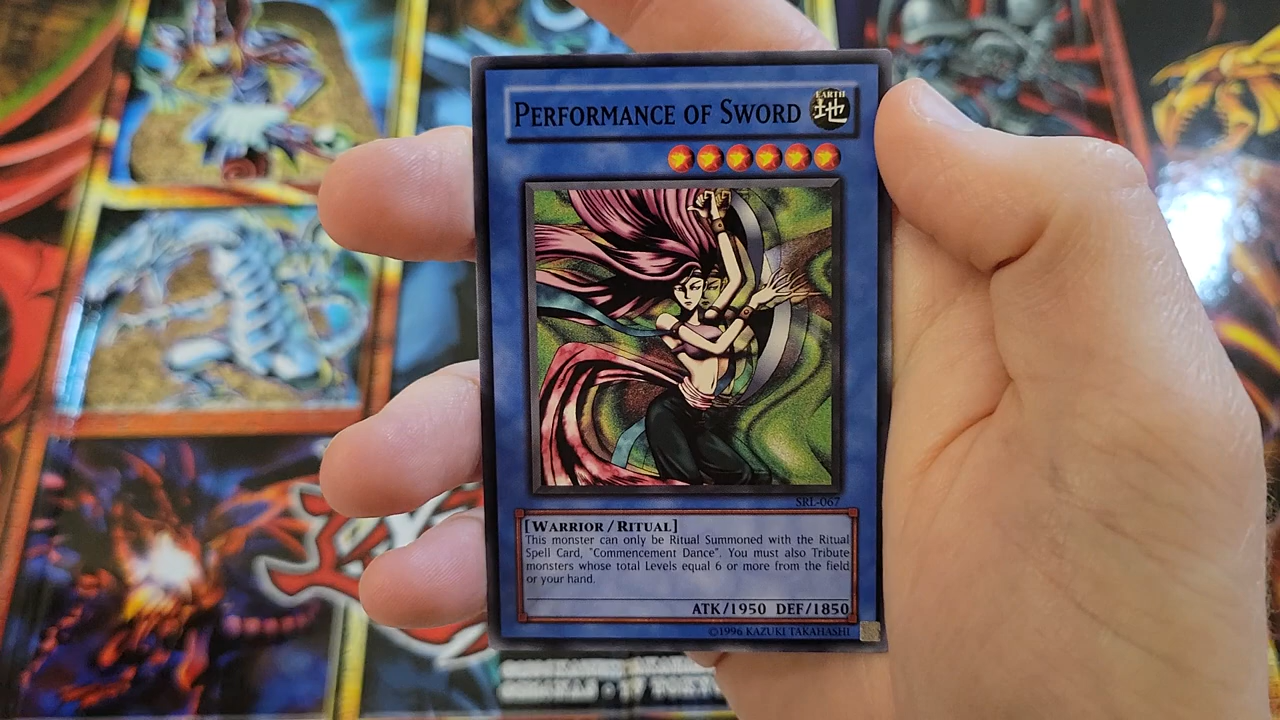 PERFORMANCE OF SWORD
EARTH
地
SRL-067
[WARRIOR / RITUAL]
This monster can only be Ritual Summoned with the Ritual
Spell Card, "Commencement Dance". You must also Tribute
monsters whose total Levels equal 6 or more from the field
or your hand.
ATK/1950 DEF/1850
©1996 KAZUKI TAKAHASHI